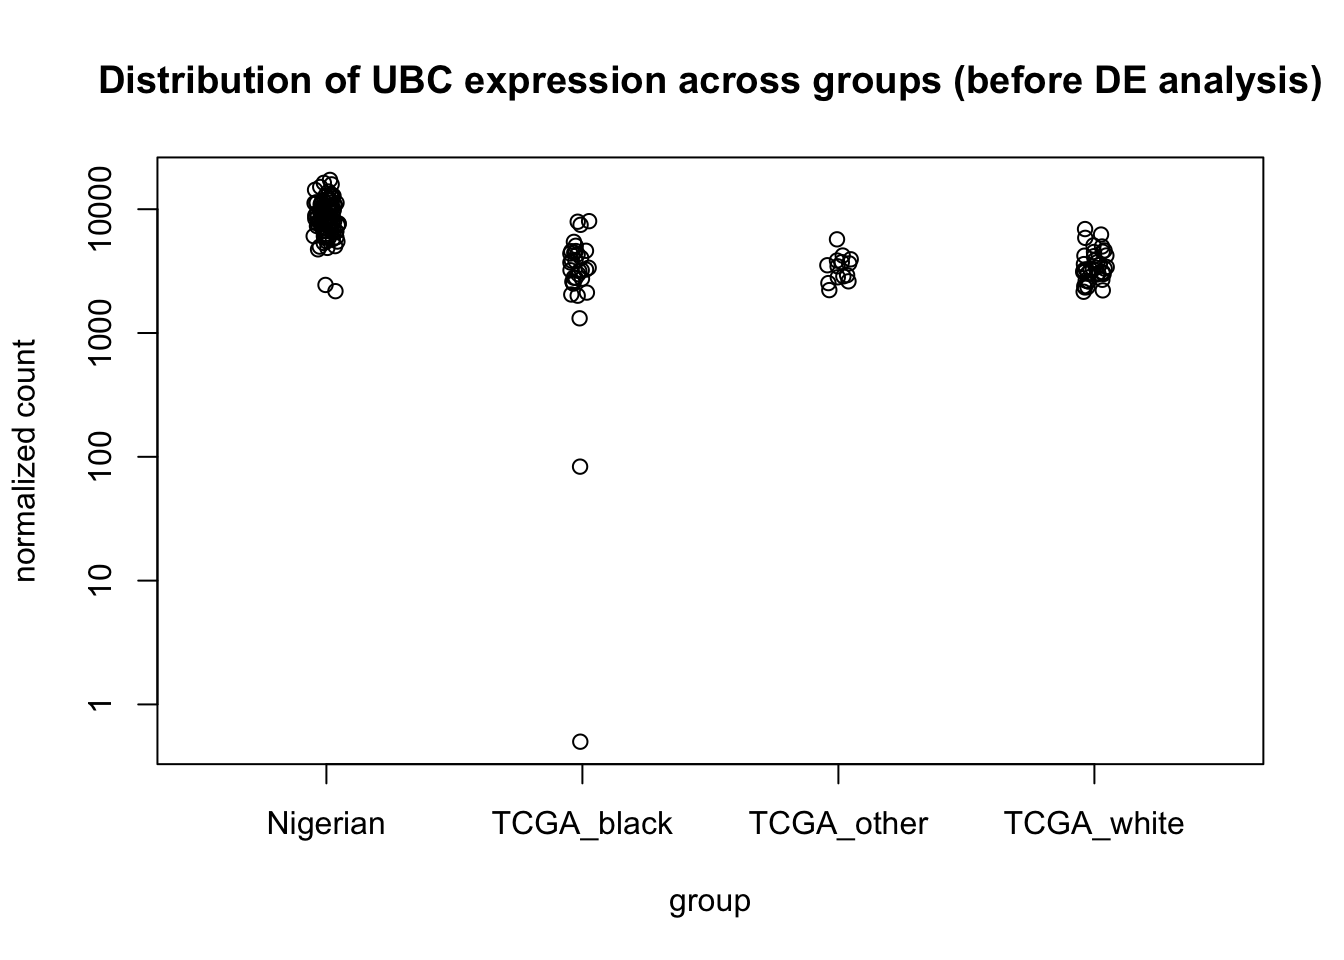 Distribution of UBC expression across groups (before DE analysis)
normalized count
10000
1000
100
10
1
Nigerian TCGA_black TCGA_other TCGA_white
group